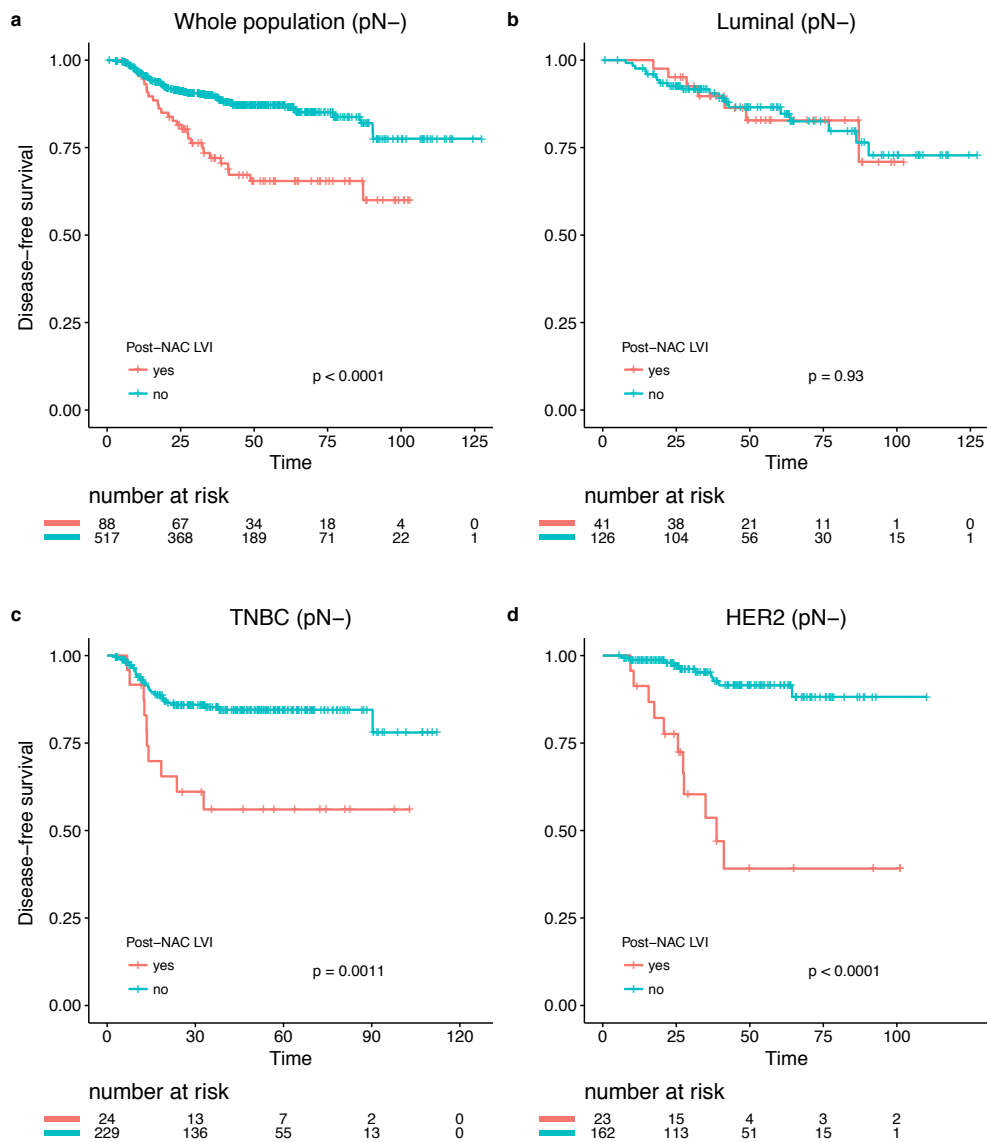 a
Whole population (pN−)
1.00
0.75
0.50
0.25
0.00
Disease−free survival
Post−NAC LVI
yes
no
p < 0.0001
0 25 50 75 100 125
Time
number at risk
88 67 34 18 4 0
517 368 189 71 22 1
b
Luminal (pN−)
1.00
0.75
0.50
0.25
0.00
Post−NAC LVI
yes
no
p = 0.93
0 25 50 75 100 125
Time
number at risk
41 38 21 11 1 0
126 104 56 30 15 1
c
TNBC (pN−)
1.00
0.75
0.50
0.25
0.00
Disease−free survival
Post−NAC LVI
yes
no
p = 0.0011
0 30 60 90 120
Time
number at risk
24 13 7 2 0
229 136 55 13 0
d
HER2 (pN−)
1.00
0.75
0.50
0.25
0.00
Post−NAC LVI
yes
no
p <0.0001
0 25 50 75 100
Time
number at risk
23 15 4 3 2
162 113 51 15 1